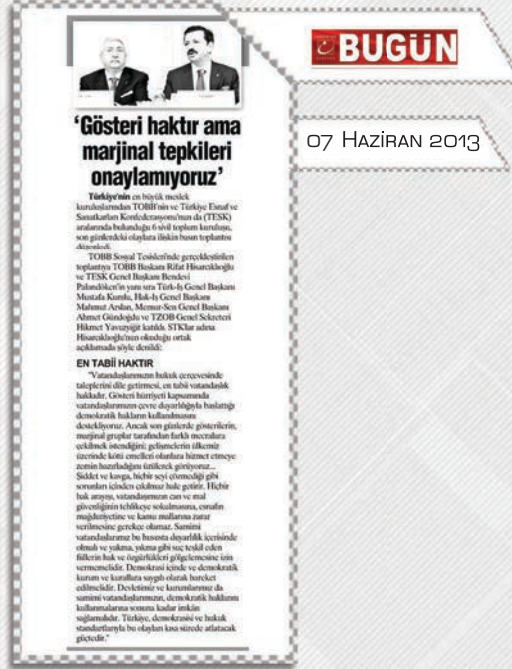 BUGÜN
07 HAZİRAN 2013
'Gösteri haktır ama
marjinal tepkileri
onaylamıyoruz'
Türkiye'nin en büyük meslek
kuruluşlarından TOBB'nin ve Türkiye Esnaf ve
Sanatkarları Konfederasyonu'nun da (TESK)
aralarında bulunduğu 6 sivil toplum kuruluşu,
son günlerdeki olaylara ilişkin basın toplantısı
düzenledi.
TOBB Sosyal Tesisleri'nde gerçekleştirilen
toplantıya TOBB Başkanı Rifat Hisarcıklıoğlu
ve TESK Genel Başkanı Bendevi
Palandöken'in yanı sıra Türk-İş Genel Başkanı
Mustafa Kumlu, Hak-İş Genel Başkanı
Mahmut Arslan, Memur-Sen Genel Başkanı
Ahmet Gündoğdu ve TZOB Genel Sekreteri
Hikmet Yavuzyiğit katıldı. STK'lar adına
Hisarcıklıoğlu'nun okuduğu ortak
açıklamada şöyle denildi:
EN TABİİ HAKTIR
"Vatandaşlarımızın hukuk çerçevesinde
taleplerini dile getirmesi, en tabii vatandaşlık
hakkıdır. Gösteri hürriyeti kapsamında
vatandaşlarımızın çevre duyarlılığıyla başlattığı
demokratik hakların kullanılmasını
destekliyoruz. Ancak son günlerde gösterilerin,
marjinal gruplar tarafından farklı mecralara
çekilmek istendiğini; gelişmelerin ülkemiz
üzerinde kötü emelleri olanlara hizmet etmeye
zemin hazırladığını üzülerek görüyoruz...
Şiddet ve kavga, hiçbir şeyi çözmediği gibi
sorunları içinden çıkılmaz hale getirir. Hiçbir
hak arayışı, vatandaşımızın can ve mal
güvenliğinin tehlikeye sokulmasına, esnafın
mağduriyetine ve kamu mallarına zarar
verilmesine gerekçe olamaz. Samimi
vatandaşlarımız bu hususta duyarlılık içerisinde
olmalı ve yakma, yıkma gibi suç teşkil eden
fiillerin hak ve özgürlükleri gölgelemesine izin
vermemelidir. Demokrasi içinde ve demokratik
kurum ve kurallara saygılı olarak hareket
edilmelidir. Devletimiz ve kurumlarımız da
samimi vatandaşlarımızın, demokratik haklarını
kullanmalarına sonuna kadar imkân
sağlamalıdır. Türkiye, demokrasisi ve hukuk
standartlarıyla bu olayları kısa sürede atlatacak
güçtedir."